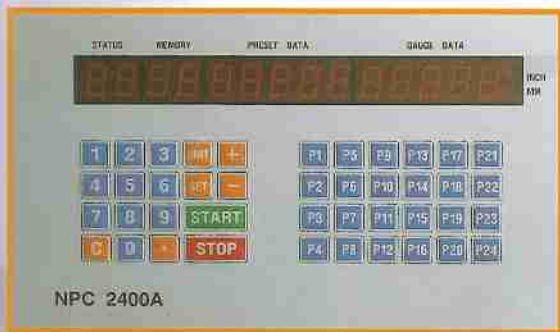 STATUS MEMORY PRESET DATA GAUGE DATA
INCH
MM
1 2 3 + P1 P5 P9 P13 P17 P21
4 5 6 SET - P2 P6 P10 P14 P18 P22
7 8 9 START P3 P7 P11 P15 P19 P23
C 0 • STOP P4 P8 P12 P16 P20 P24
NPC 2400A